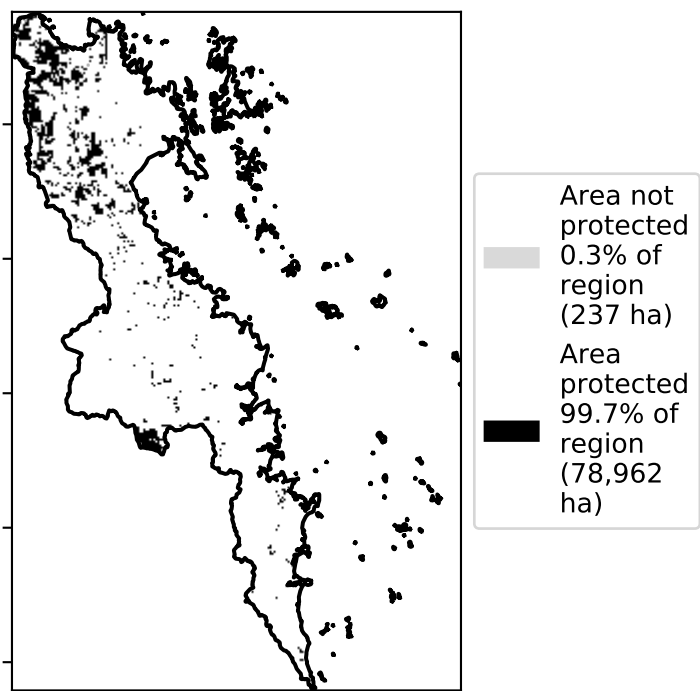 Area not
protected
0.3% of
region
(237 ha)
Area
protected
99.7% of
region
(78,962
ha)